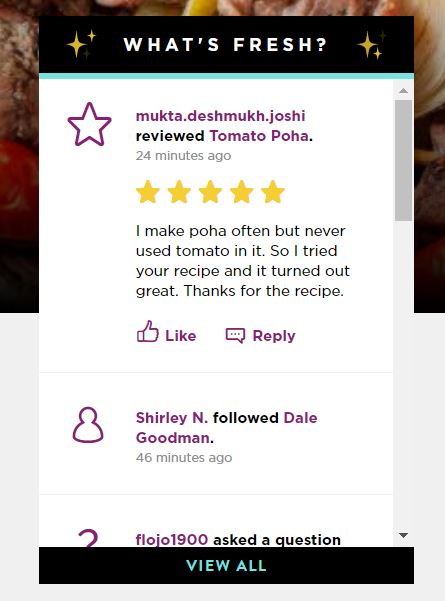 WHAT'S FRESH?
mukta.deshmukh.joshi
reviewed Tomato Poha.
24 minutes ago
I make poha often but never
used tomato in it. So I tried
your recipe and it turned out
great. Thanks for the recipe.
Like Reply
Shirley N. followed Dale
Goodman.
46 minutes ago
flojo1900 asked a question
VIEW ALL